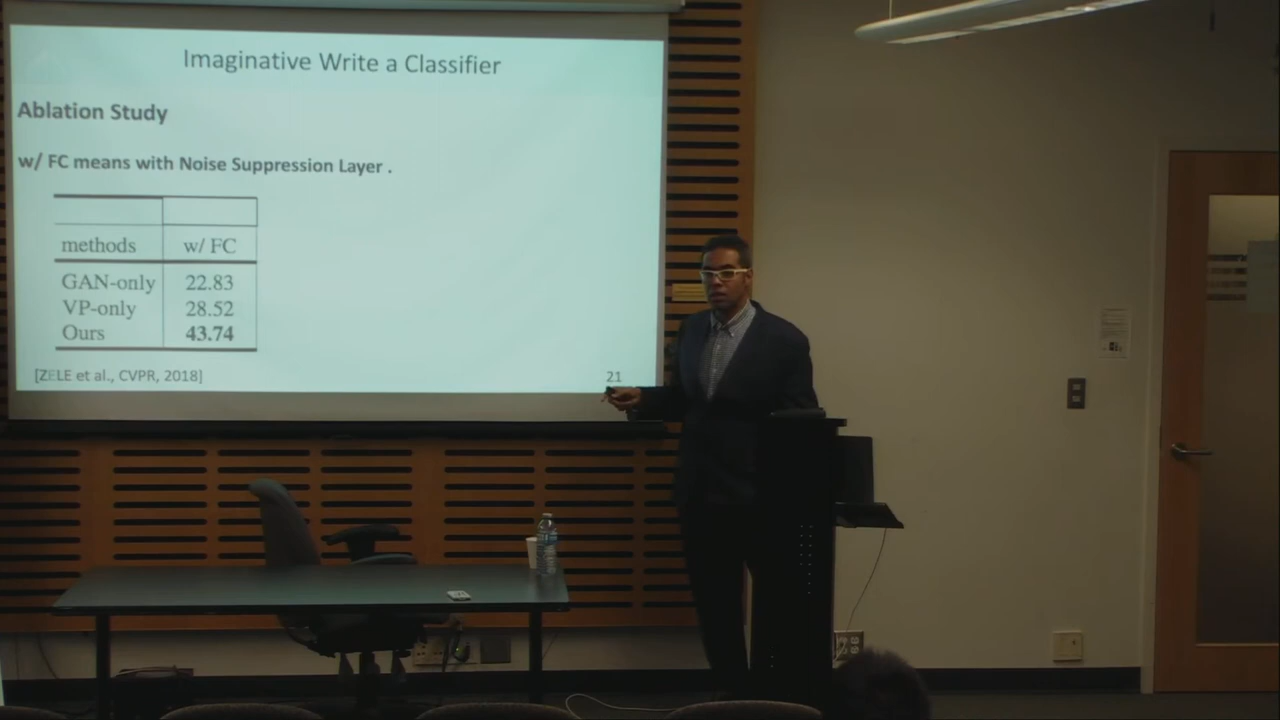 Imaginative Write a Classifier
Ablation Study
w/ FC means with Noise Suppression Layer .
methods w/ FC
GAN-only 22.83
VP-only 28.52
Ours 43.74
[ZELE et al., CVPR, 2018]
21